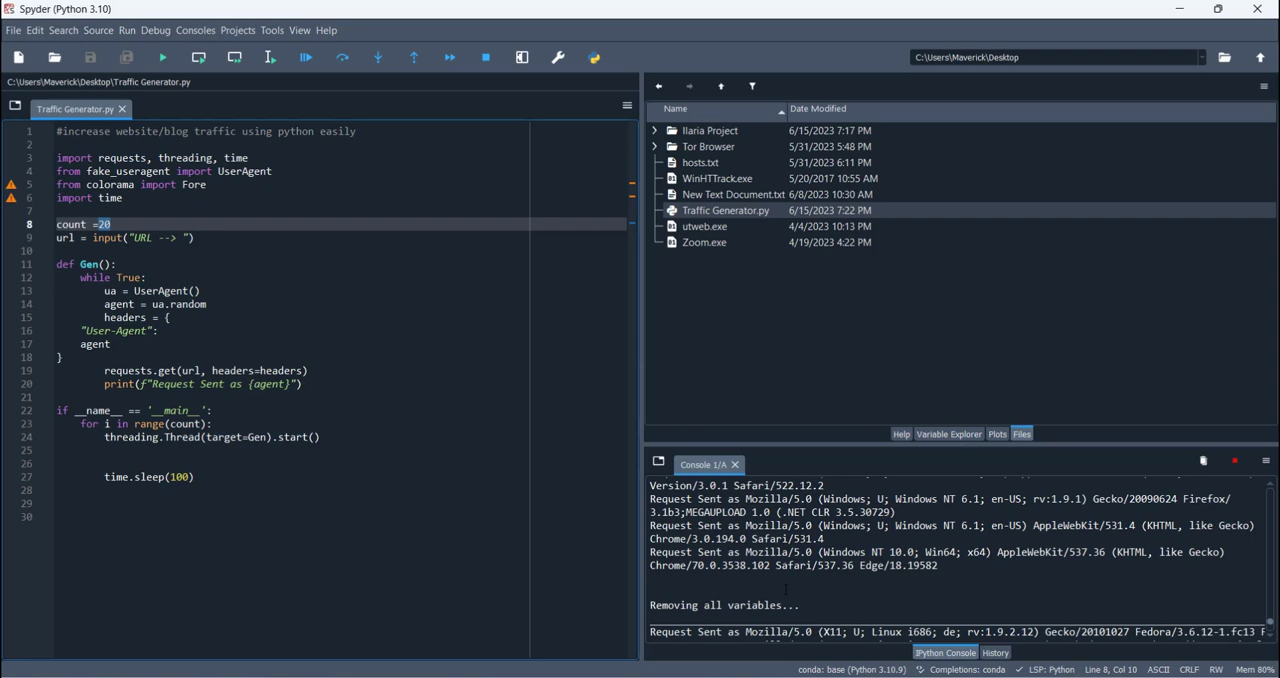 Spyder (Python 3.10)
File Edit Search Source Run Debug Consoles Projects Tools View Help
C:\Users\Maverick\Desktop
C:\Users\Maverick\Desktop\Traffic Generator.py
Traffic Generator.py
1 #increase website/blog traffic using python easily
2
3 import requests, threading, time
4 from fake_useragent import UserAgent
5 from colorama import Fore
6 import time
7
8 count =20
9 url = input("URL --> ")
10
11 def Gen():
12 while True:
13 ua = UserAgent()
14 agent = ua.random
15 headers = {
16 "User-Agent":
17 agent
18 }
19 requests.get(url, headers=headers)
20 print(f"Request Sent as {agent}")
21
22 if __name__ == '__main__':
23 for i in range(count):
24 threading.Thread(target=Gen).start()
25
26
27 time.sleep(100)
28
29
30
Name Date Modified
Ilaria Project 6/15/2023 7:17 PM
Tor Browser 5/31/2023 5:48 PM
hosts.txt 5/31/2023 6:11 PM
WinHTTrack.exe 5/20/2017 10:55 AM
New Text Document.txt 6/8/2023 10:30 AM
Traffic Generator.py 6/15/2023 7:22 PM
utweb.exe 4/4/2023 10:13 PM
Zoom.exe 4/19/2023 4:22 PM
Help Variable Explorer Plots Files
Console 1/A
Version/3.0.1 Safari/522.12.2
Request Sent as Mozilla/5.0 (Windows; U; Windows NT 6.1; en-US; rv:1.9.1) Gecko/20090624 Firefox/
3.1b3;MEGAUPLOAD 1.0 (.NET CLR 3.5.30729)
Request Sent as Mozilla/5.0 (Windows; U; Windows NT 6.1; en-US) AppleWebKit/531.4 (KHTML, like Gecko)
Chrome/3.0.194.0 Safari/531.4
Request Sent as Mozilla/5.0 (Windows NT 10.0; Win64; x64) AppleWebKit/537.36 (KHTML, like Gecko)
Chrome/70.0.3538.102 Safari/537.36 Edge/18.19582
Removing all variables...
Request Sent as Mozilla/5.0 (X11; U; Linux i686; de; rv:1.9.2.12) Gecko/20101027 Fedora/3.6.12-1.fc13 F
IPython Console History
conda: base (Python 3.10.9) Completions: conda LSP: Python Line 8, Col 10 ASCII CRLF RW Mem 80%